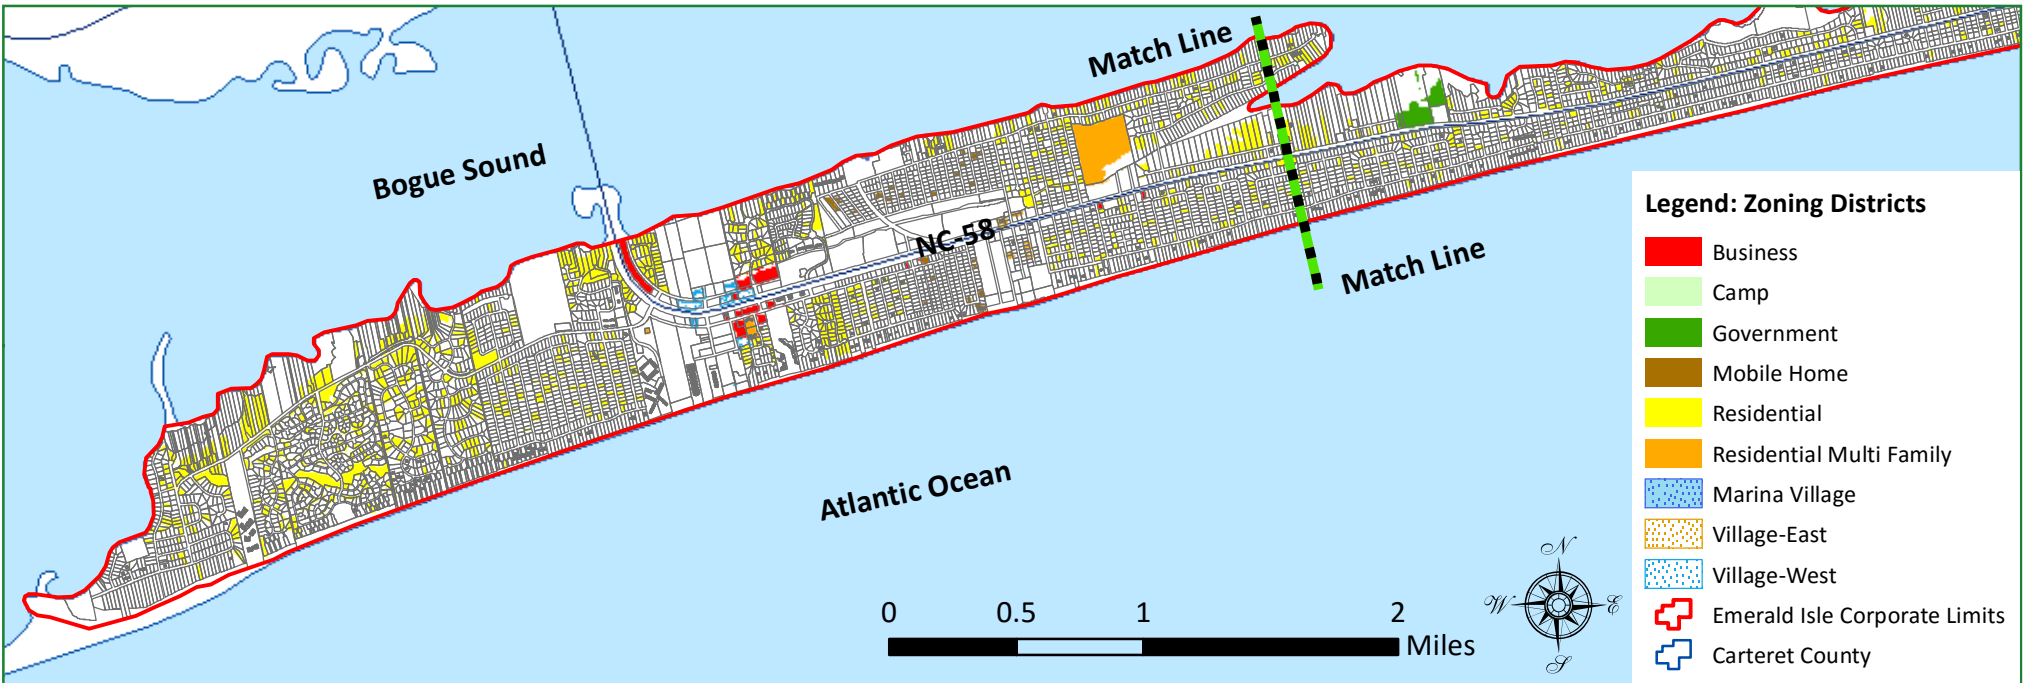 Match Line
Bogue Sound
NC-58
Match Line
Atlantic Ocean
0 0.5 1 2
Miles
N
W E
S
Legend: Zoning Districts
Business
Camp
Government
Mobile Home
Residential
Residential Multi Family
Marina Village
Village-East
Village-West
Emerald Isle Corporate Limits
Carteret County